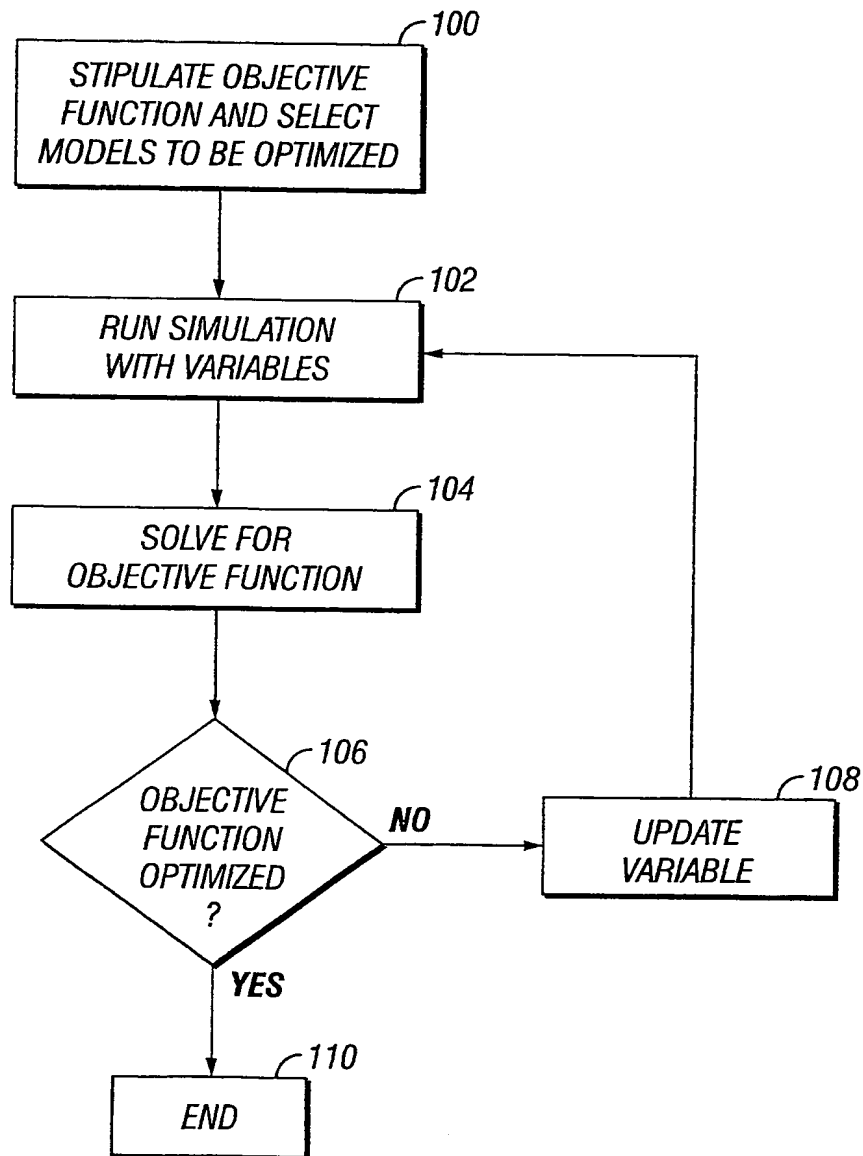 100
STIPULATE OBJECTIVE
FUNCTION AND SELECT
MODELS TO BE OPTIMIZED
102
RUN SIMULATION
WITH VARIABLES
104
SOLVE FOR
OBJECTIVE FUNCTION
106
OBJECTIVE
FUNCTION
OPTIMIZED
?
NO
108
UPDATE
VARIABLE
YES
110
END